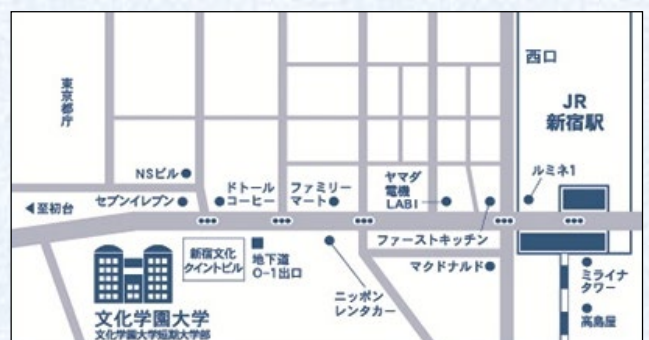 西口
東京都庁
JR
新宿駅
NSビル
ルミネ1
ドトール
コーヒー
ファミリー
マート
ヤマダ
電機
LABI
セブンイレブン
◀至初台
ファーストキッチン
新宿文化
クイントビル
地下道
O-1出口
マクドナルド
ミライナ
タワー
ニッポン
レンタカー
高島屋
文化学園大学
文化学園大学短期大学部